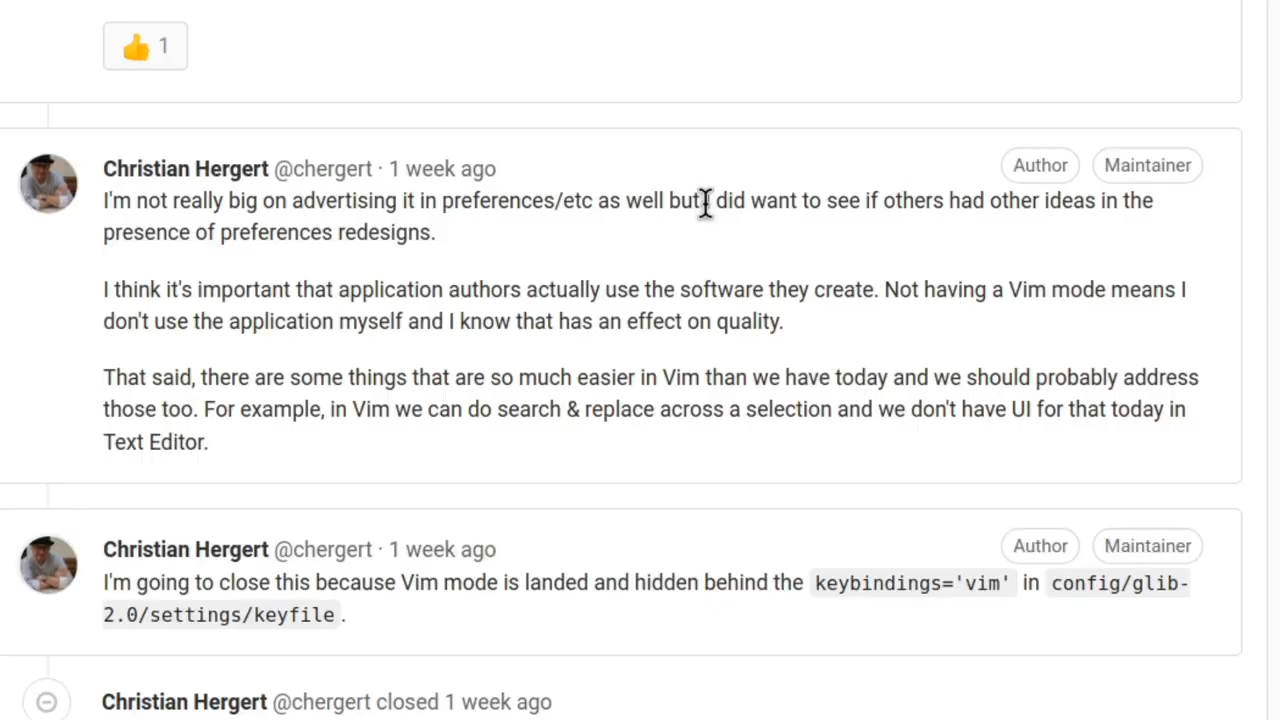 👍 1
Christian Hergert @chergert · 1 week ago
Author
Maintainer
I'm not really big on advertising it in preferences/etc as well but I did want to see if others had other ideas in the
presence of preferences redesigns.
I think it's important that application authors actually use the software they create. Not having a Vim mode means I
don't use the application myself and I know that has an effect on quality.
That said, there are some things that are so much easier in Vim than we have today and we should probably address
those too. For example, in Vim we can do search & replace across a selection and we don't have UI for that today in
Text Editor.
Christian Hergert @chergert · 1 week ago
Author
Maintainer
I'm going to close this because Vim mode is landed and hidden behind the keybindings='vim' in config/glib-
2.0/settings/keyfile.
Christian Hergert @chergert closed 1 week ago